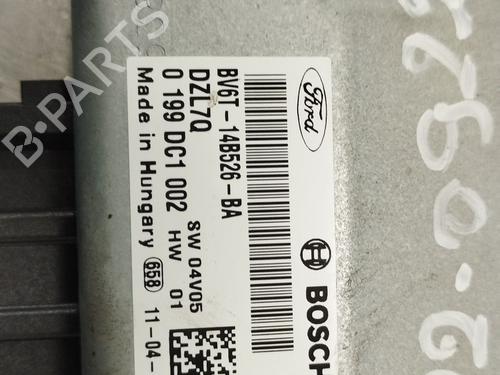 Ford
BV6T-14B526-BA
DZL7Q
0 199 DC1 002
SW 04V05
HW 01
Made in Hungary
658
11-04-
BOSCH
B-PARTS